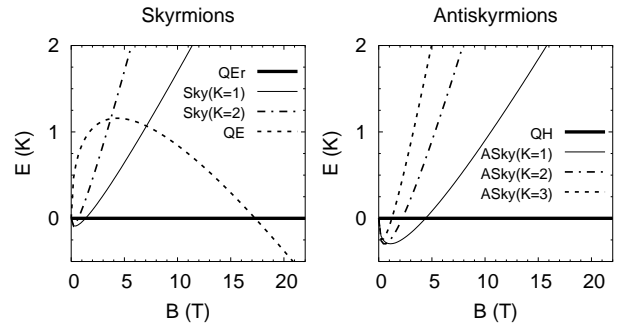 Skyrmions
E (K)
2
1
0
0 5 10 15 20
B (T)
QEr
Sky(K=1)
Sky(K=2)
QE
Antiskyrmions
E (K)
2
1
0
0 5 10 15 20
B (T)
QH
ASky(K=1)
ASky(K=2)
ASky(K=3)